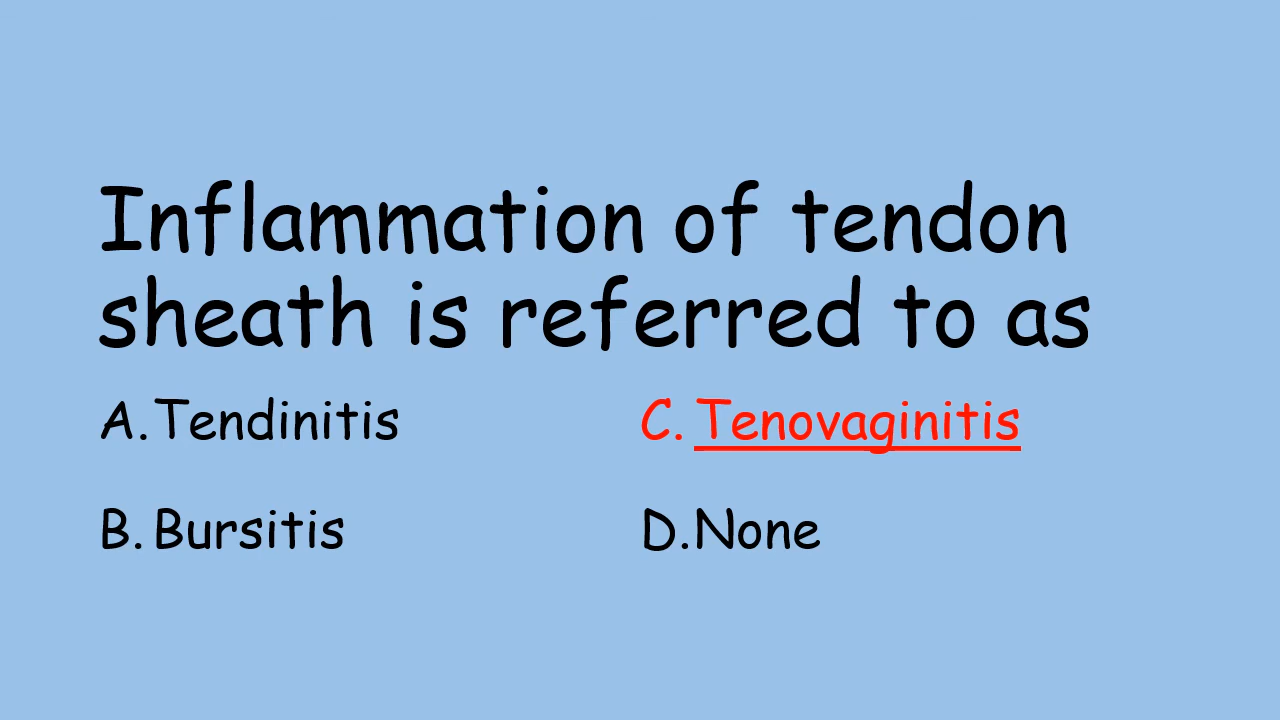 Inflammation of tendon
sheath is referred to as
A. Tendinitis
C. Tenovaginitis
B. Bursitis
D. None